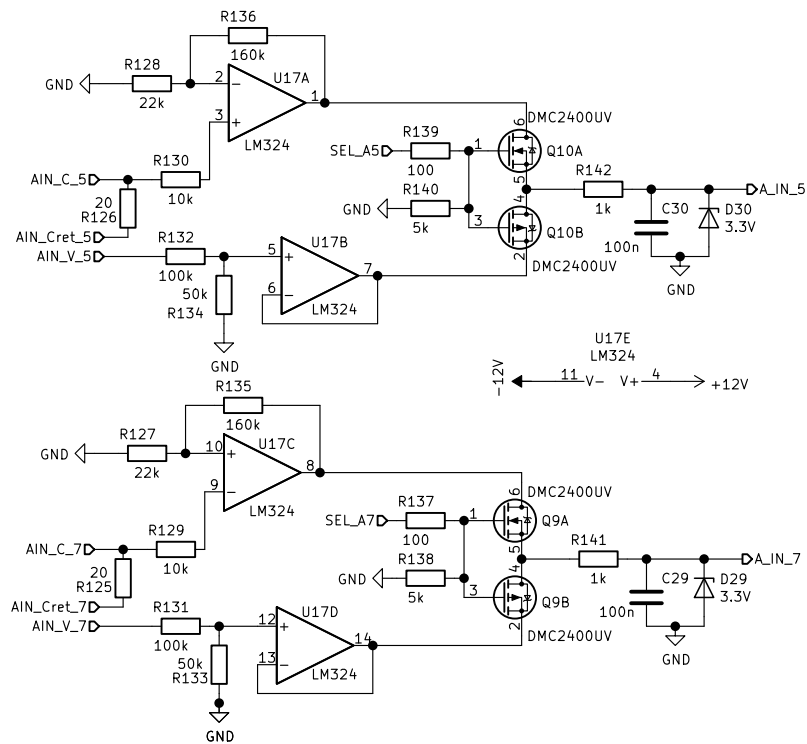 R136
160k
R128
GND
22k
2
3
U17A
1
LM324
DMC2400UV
6
SEL_A5
R139
100
1
Q10A
5
AIN_C_5
R130
10k
20
R126
AIN_Cret_5
GND
R140
5k
4
3
Q10B
2
DMC2400UV
R142
1k
A_IN_5
C30
100n
D30
3.3V
GND
AIN_V_5
R132
100k
50k
R134
GND
5
6
U17B
7
LM324
U17E
LM324
-12V
11
V-
V+
4
+12V
R135
160k
R127
GND
22k
10
9
U17C
8
LM324
DMC2400UV
6
SEL_A7
R137
100
1
Q9A
5
AIN_C_7
R129
10k
20
R125
AIN_Cret_7
GND
R138
5k
4
3
Q9B
2
DMC2400UV
R141
1k
A_IN_7
C29
100n
D29
3.3V
GND
AIN_V_7
R131
100k
50k
R133
GND
12
13
U17D
14
LM324